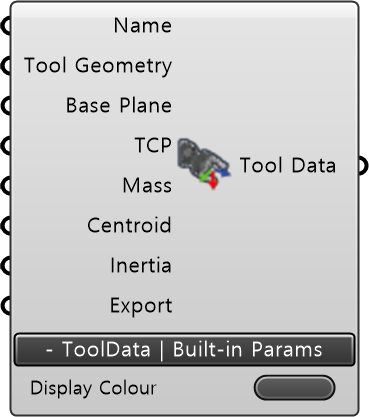 Name
Tool Geometry
Base Plane
TCP
Mass
Centroid
Inertia
Export
Tool Data
- ToolData | Built-in Params
Display Colour